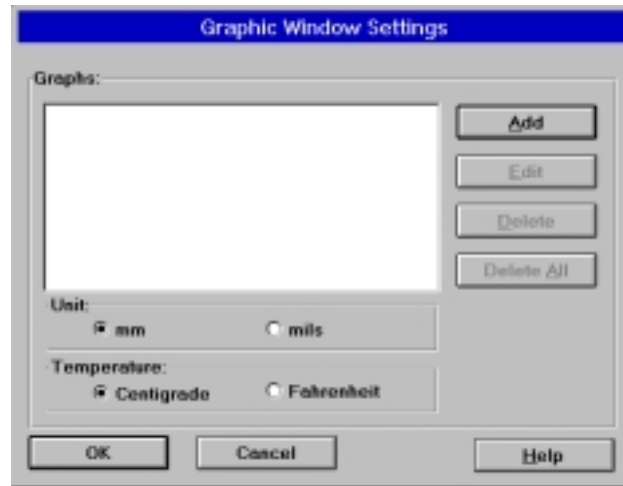 Graphic Window Settings
Graphs:
Add
Edit
Delete
Delete All
Unit:
mm mils
Temperature:
Centigrade Fahrenheit
OK Cancel Help